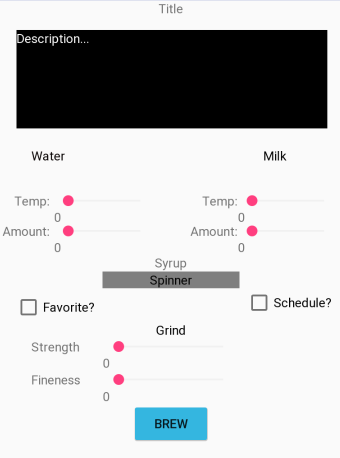 Title
Description...
Water Milk
Temp: Temp:
0 0
Amount: Amount:
0 0
Syrup
Spinner
Favorite? Schedule?
Grind
Strength
0
Fineness
0
BREW